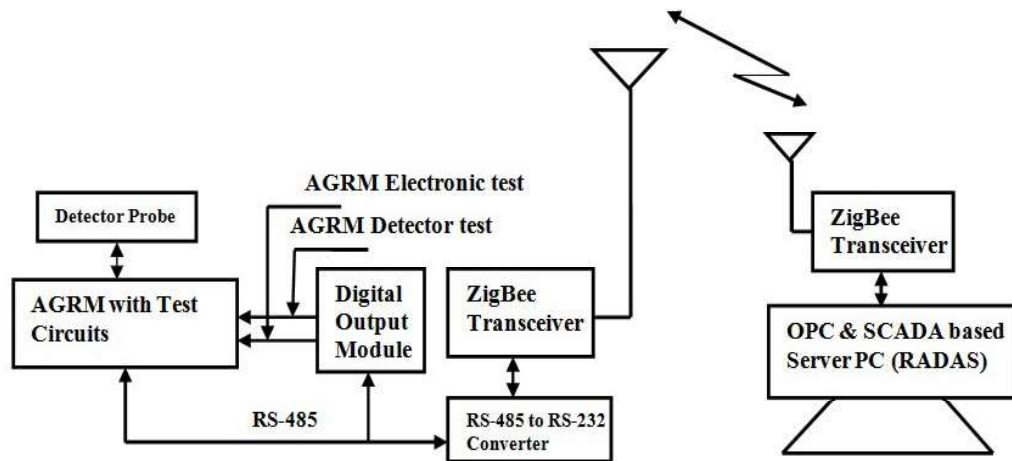 AGRM Electronic test
AGRM Detector test
Detector Probe
AGRM with Test
Circuits
Digital
Output
Module
ZigBee
Transceiver
RS-485
RS-485 to RS-232
Converter
ZigBee
Transceiver
OPC & SCADA based
Server PC (RADAS)